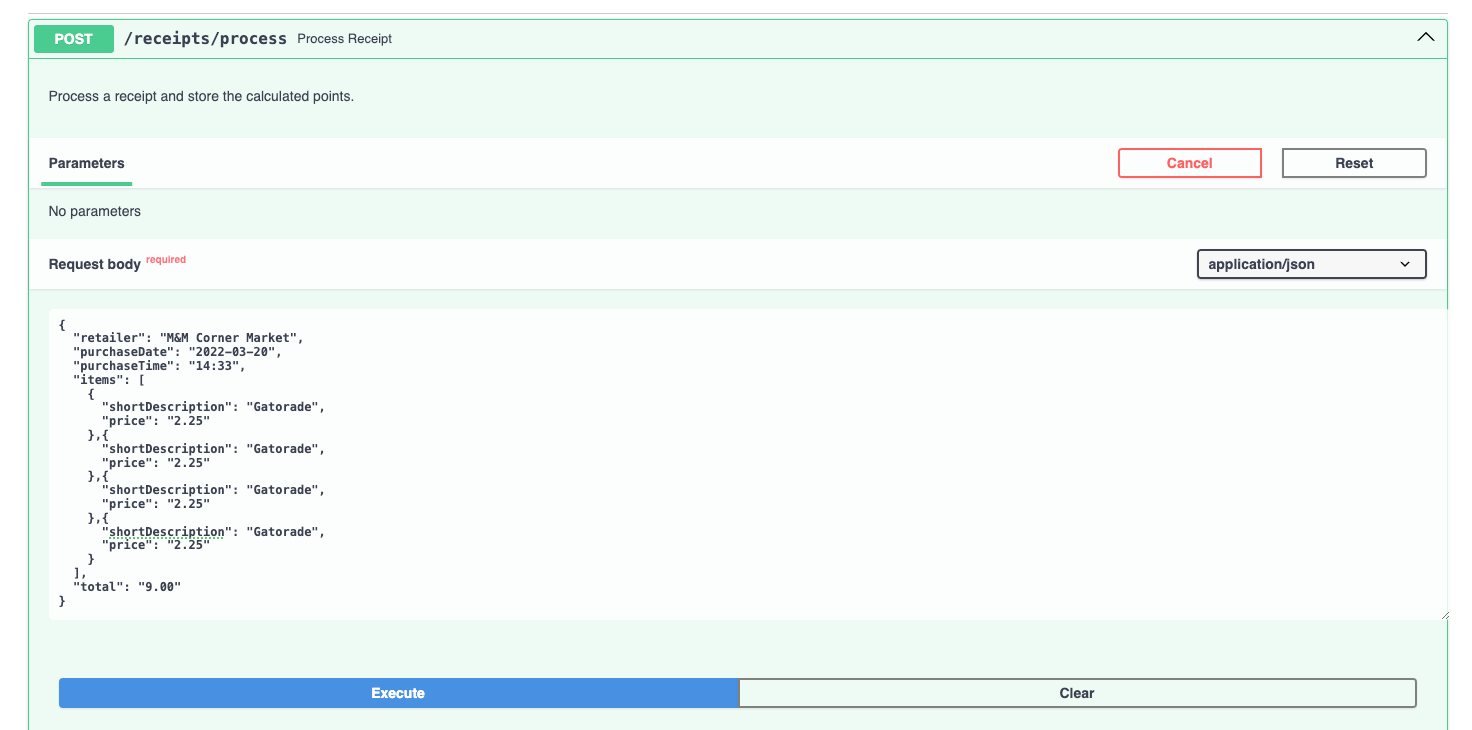 POST /receipts/process Process Receipt
Process a receipt and store the calculated points.
Parameters
Cancel
Reset
No parameters
Request body required
application/json
{
  "retailer": "M&M Corner Market",
  "purchaseDate": "2022-03-20",
  "purchaseTime": "14:33",
  "items": [
    {
      "shortDescription": "Gatorade",
      "price": "2.25"
    },{
      "shortDescription": "Gatorade",
      "price": "2.25"
    },{
      "shortDescription": "Gatorade",
      "price": "2.25"
    },{
      "shortDescription": "Gatorade",
      "price": "2.25"
    }
  ],
  "total": "9.00"
}
Execute
Clear